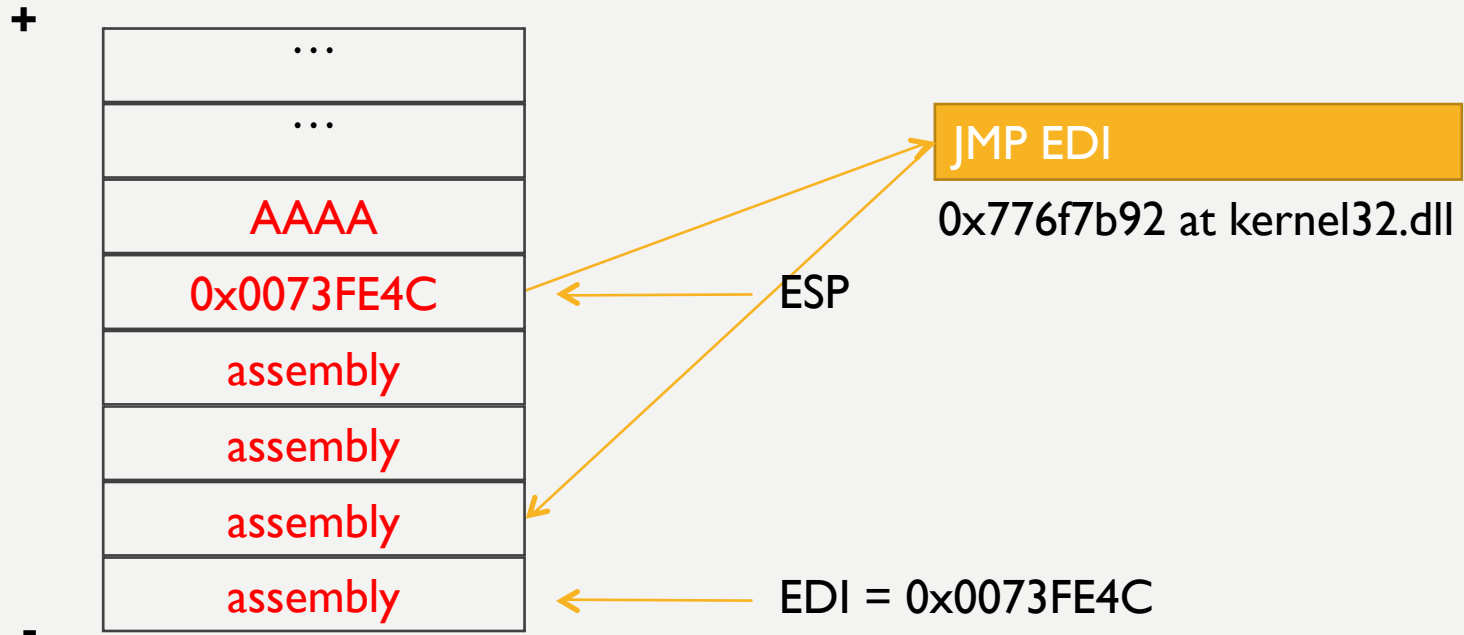 +
...
...
AAAA
JMP EDI
0x776f7b92 at kernel32.dll
0x0073FE4C
ESP
assembly
assembly
assembly
assembly
EDI = 0x0073FE4C
-